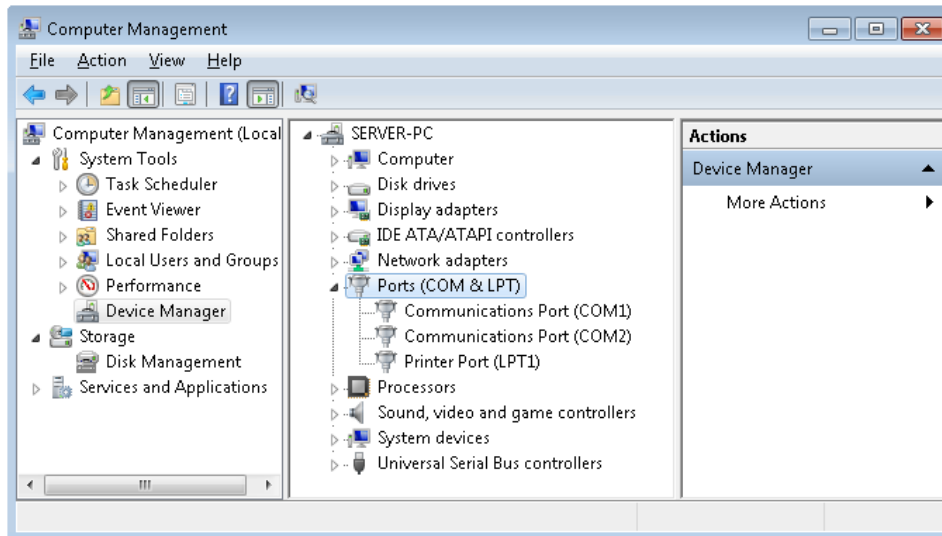 Computer Management
File Action View Help
Computer Management (Local
System Tools
Task Scheduler
Event Viewer
Shared Folders
Local Users and Groups
Performance
Device Manager
Storage
Disk Management
Services and Applications
SERVER-PC
Computer
Disk drives
Display adapters
IDE ATA/ATAPI controllers
Network adapters
Ports (COM & LPT)
Communications Port (COM1)
Communications Port (COM2)
Printer Port (LPT1)
Processors
Sound, video and game controllers
System devices
Universal Serial Bus controllers
Actions
Device Manager
More Actions